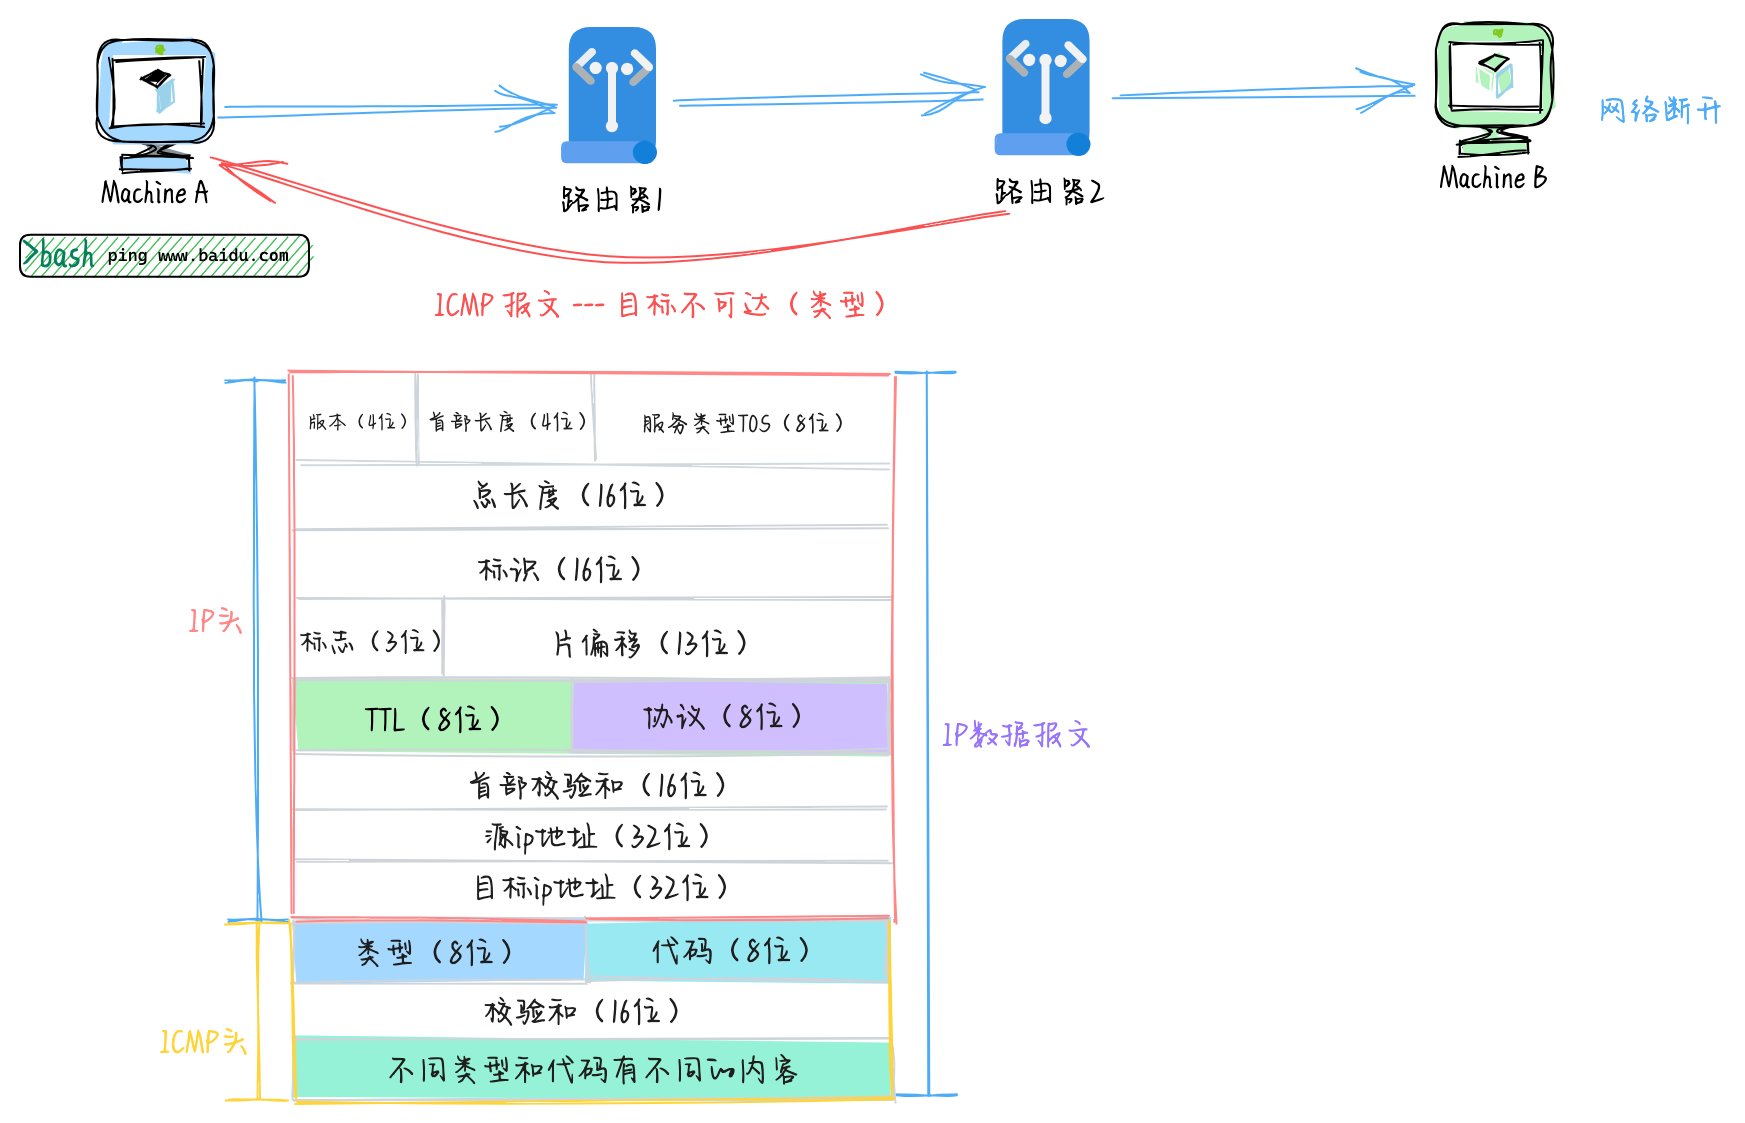 网络断开
Machine A
路由器1
路由器2
Machine B
>bash ping www.baidu.com
ICMP 报文 --- 目标不可达（类型）
版本（4位）
首部长度（4位）
服务类型TOS（8位）
点长度（16位）
标识（16位）
IP头
标志（3位）
片偏移（13位）
TTL（8位）
协议（8位）
IP数据报文
首部校验和（16位）
源ip地址（32位）
目标ip地址（32位）
类型（8位）
代码（8位）
校验和（16位）
ICMP头
不同类型和代码有不同的内容